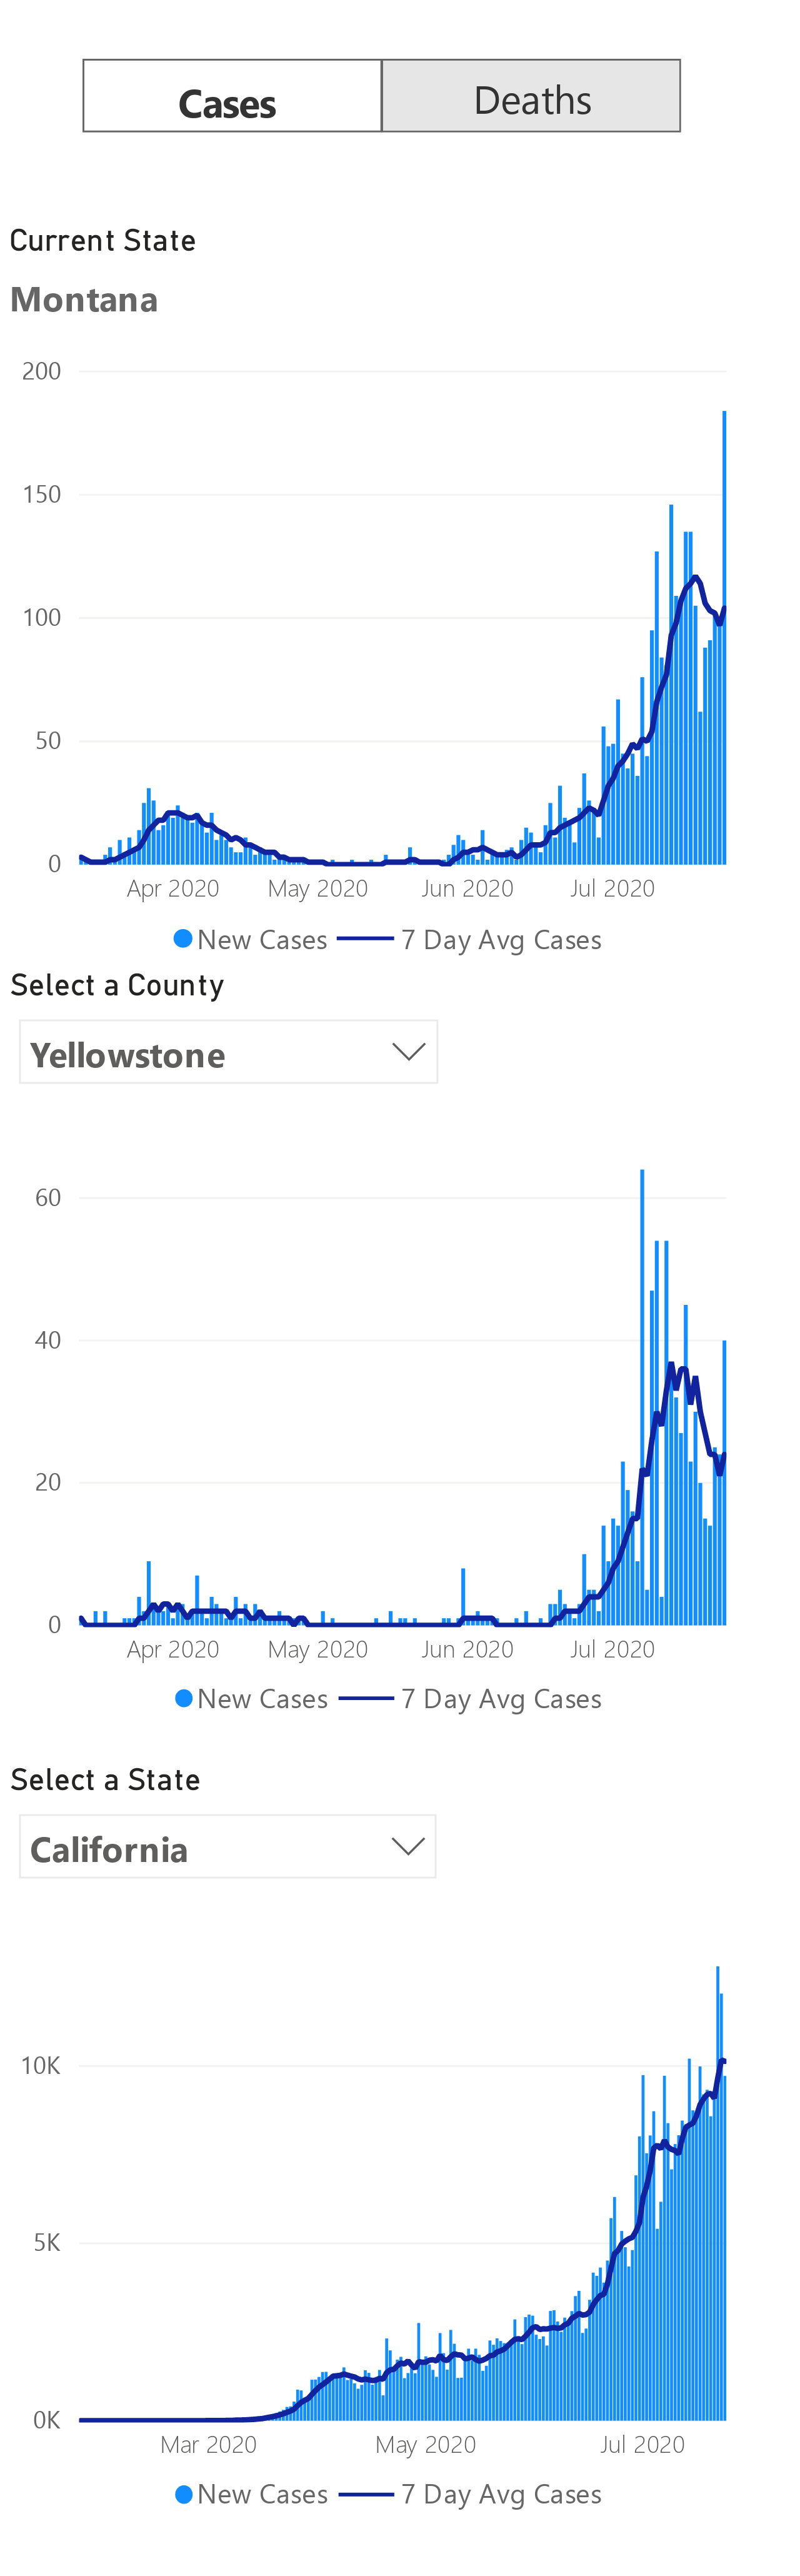 Cases Deaths
Current State
Montana
200
150
100
50
0
Apr 2020 May 2020 Jun 2020 Jul 2020
New Cases 7 Day Avg Cases
Select a County
Yellowstone
60
40
20
0
Apr 2020 May 2020 Jun 2020 Jul 2020
New Cases 7 Day Avg Cases
Select a State
California
10K
5K
0K
Mar 2020 May 2020 Jul 2020
New Cases 7 Day Avg Cases